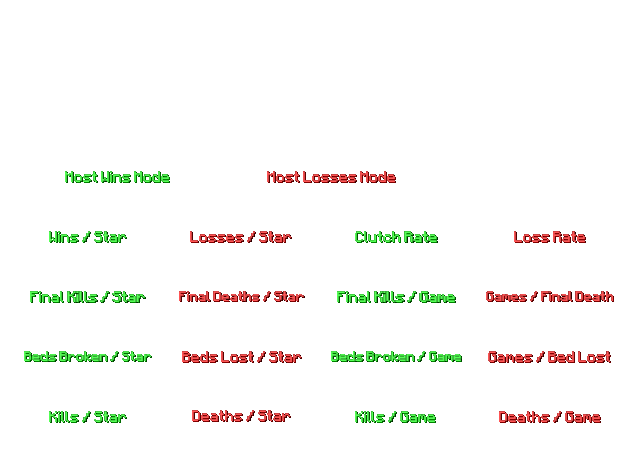 Most Wins Mode Most Losses Mode
Wins / Star Losses / Star Clutch Rate Loss Rate
Final Kills / Star Final Deaths / Star Final Kills / Game Games / Final Death
Beds Broken / Star Beds Lost / Star Beds Broken / Game Games / Bed Lost
Kills / Star Deaths / Star Kills / Game Deaths / Game